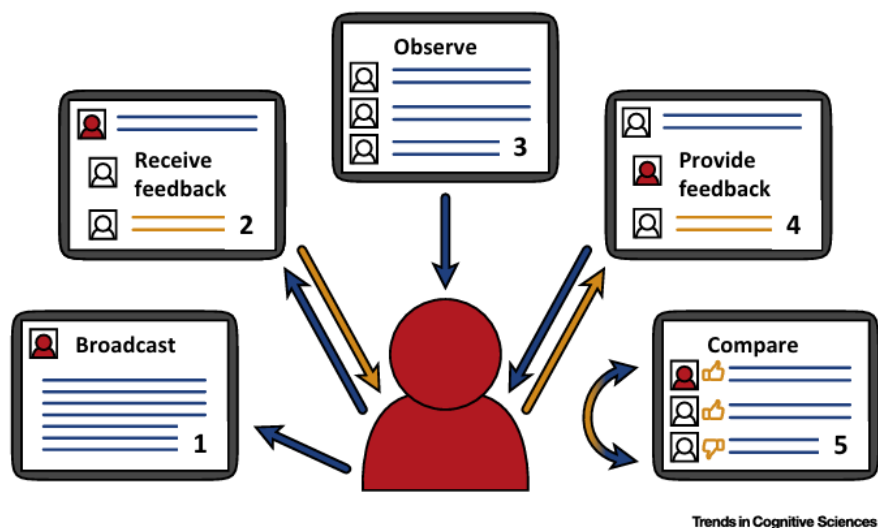 Observe
3
Receive
feedback
2
Provide
feedback
4
Broadcast
1
Compare
5
Trends in Cognitive Sciences